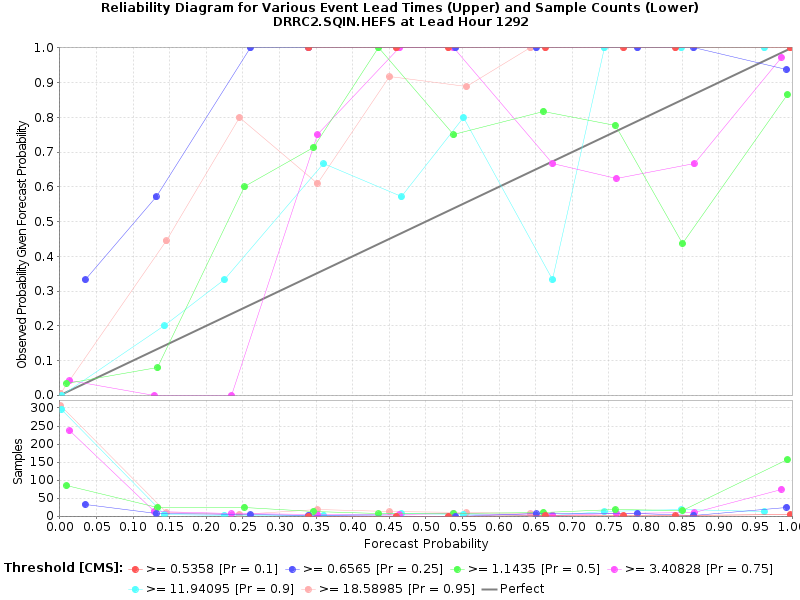 Reliability Diagram for Various Event Lead Times (Upper) and Sample Counts (Lower)
DRRC2.SQIN.HEFS at Lead Hour 1292
Observed Probability Given Forecast Probability
1.0
0.9
0.8
0.7
0.6
0.5
0.4
0.3
0.2
0.1
0.0
Samples
300
250
200
150
100
50
0
0.00 0.05 0.10 0.15 0.20 0.25 0.30 0.35 0.40 0.45 0.50 0.55 0.60 0.65 0.70 0.75 0.80 0.85 0.90 0.95 1.0
Forecast Probability
Threshold [CMS]: >= 0.5358 [Pr = 0.1] >= 0.6565 [Pr = 0.25] >= 1.1435 [Pr = 0.5] >= 3.40828 [Pr = 0.75]
>= 11.94095 [Pr = 0.9] >= 18.58985 [Pr = 0.95] Perfect